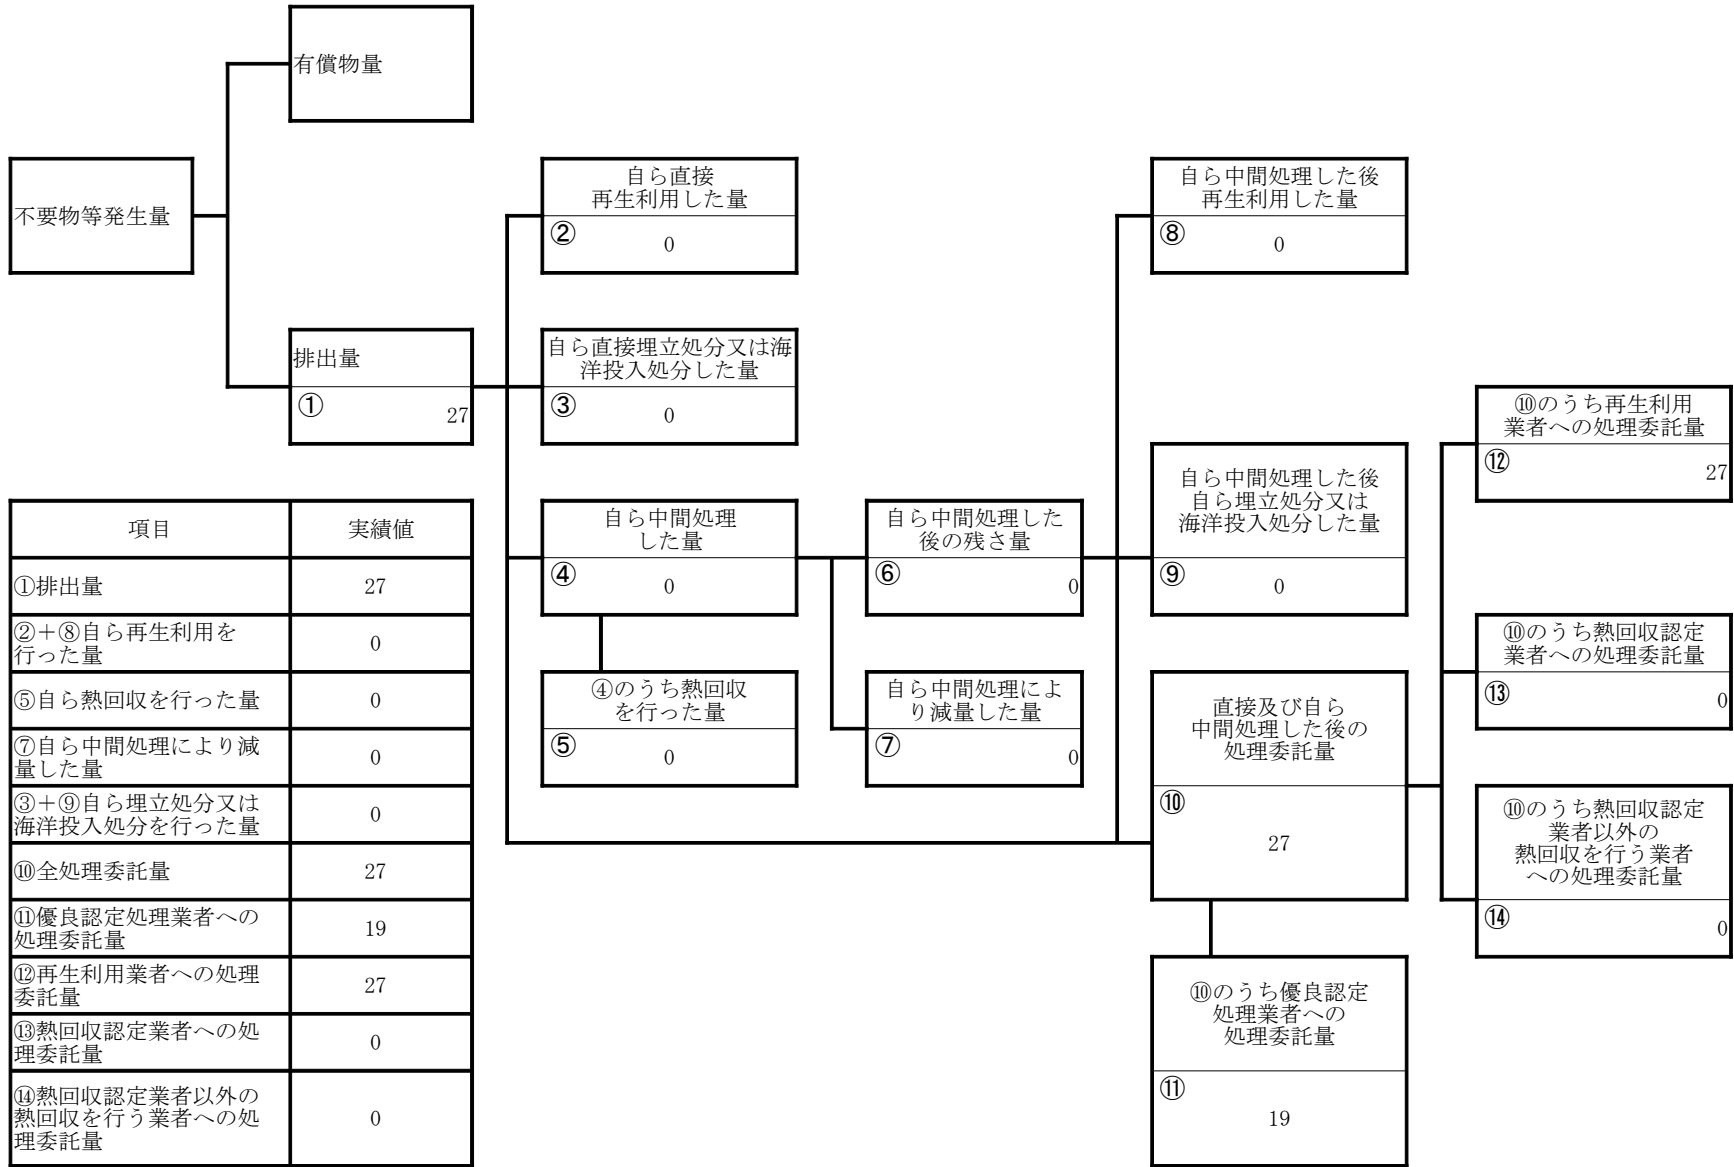 有償物量
不要物等発生量
排出量
①
27
自ら直接
再生利用した量
②
0
自ら直接埋立処分又は海
洋投入処分した量
③
0
自ら中間処理
した量
④
0
④のうち熱回収
を行った量
⑤
0
自ら中間処理した
後の残さ量
⑥
0
自ら中間処理によ
り減量した量
⑦
0
自ら中間処理した後
再生利用した量
⑧
0
自ら中間処理した後
自ら埋立処分又は
海洋投入処分した量
⑨
0
直接及び自ら
中間処理した後の
処理委託量
⑩
27
⑩のうち優良認定
処理業者への
処理委託量
⑪
19
⑩のうち再生利用
業者への処理委託量
⑫
27
⑩のうち熱回収認定
業者への処理委託量
⑬
0
⑩のうち熱回収認定
業者以外の
熱回収を行う業者
への処理委託量
⑭
0
項目 実績値
①排出量 27
②＋⑧自ら再生利用を
行った量 0
⑤自ら熱回収を行った量 0
⑦自ら中間処理により減
量した量 0
③＋⑨自ら埋立処分又は
海洋投入処分を行った量 0
⑩全処理委託量 27
⑪優良認定処理業者への
処理委託量 19
⑫再生利用業者への処理
委託量 27
⑬熱回収認定業者への処
理委託量 0
⑭熱回収認定業者以外の
熱回収を行う業者への処
理委託量 0